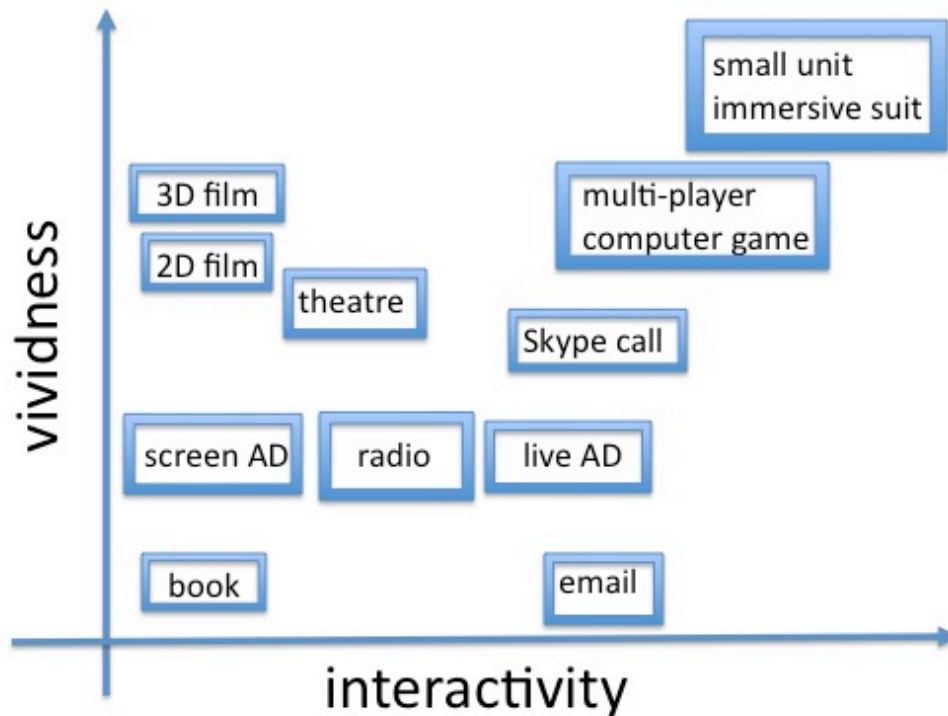 small unit
immersive suit
3D film
multi-player
computer game
2D film
theatre
Skype call
vividness
screen AD
radio
live AD
book
email
interactivity